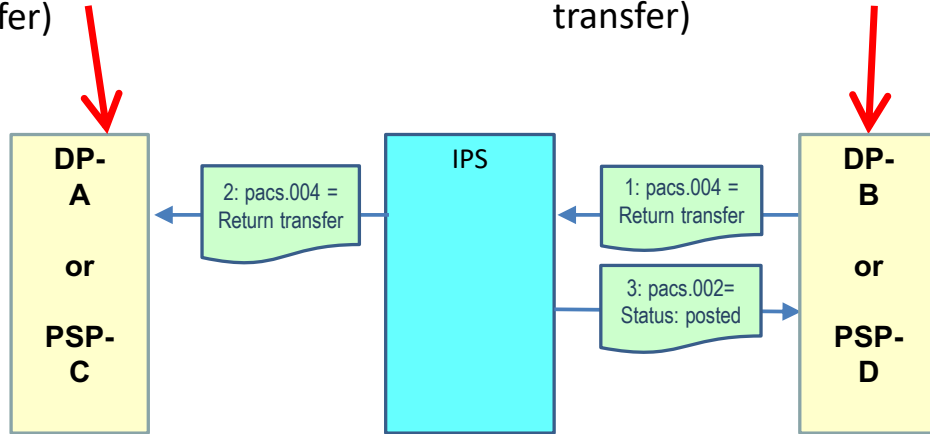 fer)
transfer)
DP-
A
or
PSP-
C
2: pacs.004 =
Return transfer
IPS
1: pacs.004 =
Return transfer
3: pacs.002=
Status: posted
DP-
B
or
PSP-
D